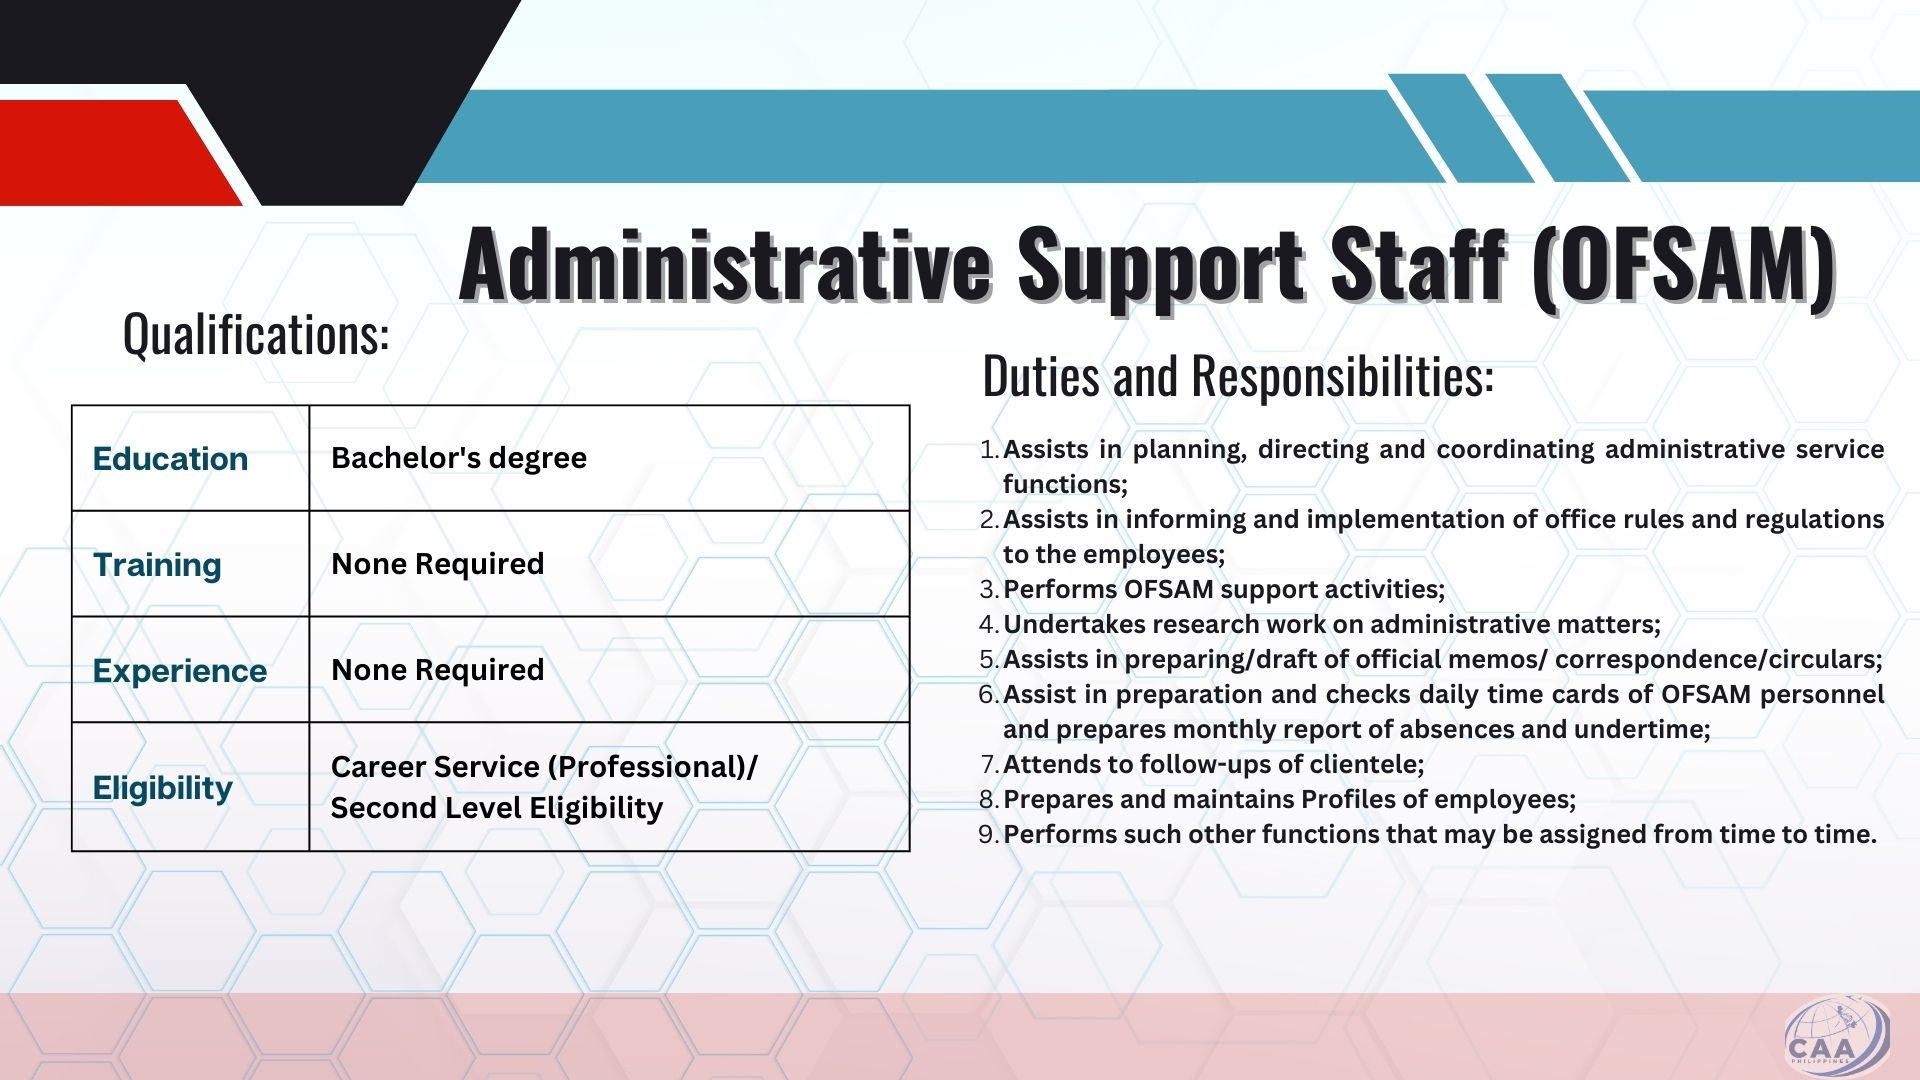 Administrative Support Staff (OFSAM)
Qualifications:
Education
Bachelor's degree
Training
None Required
Experience
None Required
Eligibility
Career Service (Professional)/
Second Level Eligibility
Duties and Responsibilities:
1. Assists in planning, directing and coordinating administrative service
functions;
2. Assists in informing and implementation of office rules and regulations
to the employees;
3. Performs OFSAM support activities;
4. Undertakes research work on administrative matters;
5. Assists in preparing/draft of official memos/ correspondence/circulars;
6. Assist in preparation and checks daily time cards of OFSAM personnel
and prepares monthly report of absences and undertime;
7. Attends to follow-ups of clientele;
8. Prepares and maintains Profiles of employees;
9. Performs such other functions that may be assigned from time to time.
CAA
PHILIPPINES